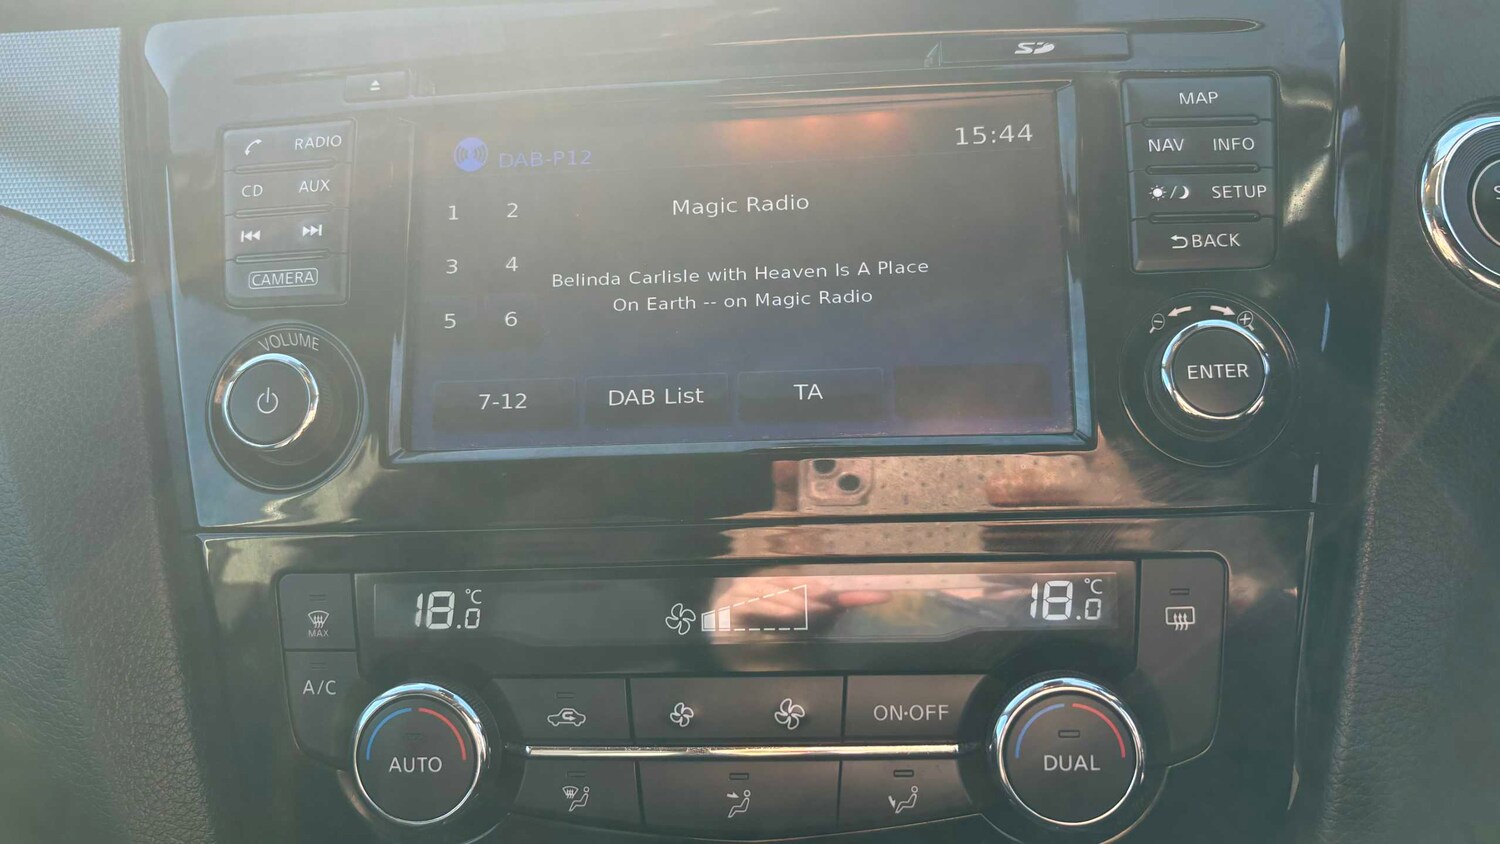 SD
MAP
NAV INFO
SETUP
BACK
RADIO
CD AUX
CAMERA
VOLUME
ENTER
DAB-P12
15:44
Magic Radio
1 2
3 4
5 6
Belinda Carlisle with Heaven Is A Place
On Earth -- on Magic Radio
7-12 DAB List TA
18.0 °C
18.0 °C
MAX
A/C
ON·OFF
AUTO
DUAL